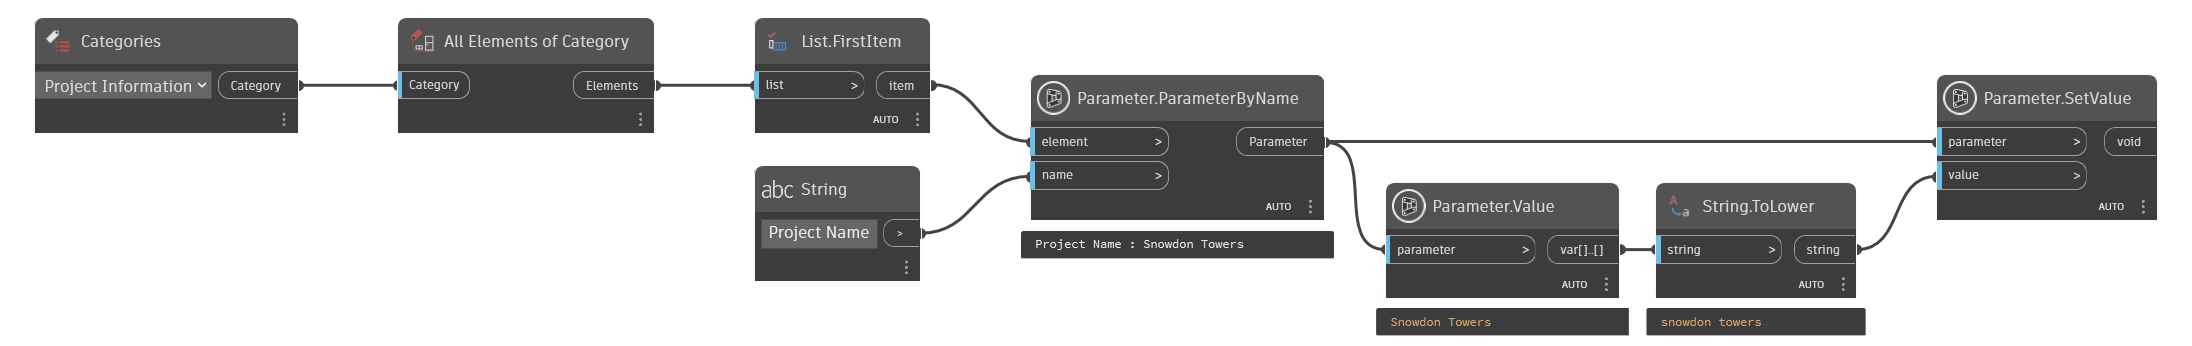 Categories
Project Information
Category
All Elements of Category
Category
Elements
List.FirstItem
list >
item
AUTO
abc String
Project Name
>
Parameter.ParameterByName
element >
Parameter
name >
AUTO
Project Name : Snowdon Towers
Parameter.Value
parameter >
var[]..[]
AUTO
Snowdon Towers
A
a
String.ToLower
string >
string
AUTO
snowdon towers
Parameter.SetValue
parameter >
void
value >
AUTO